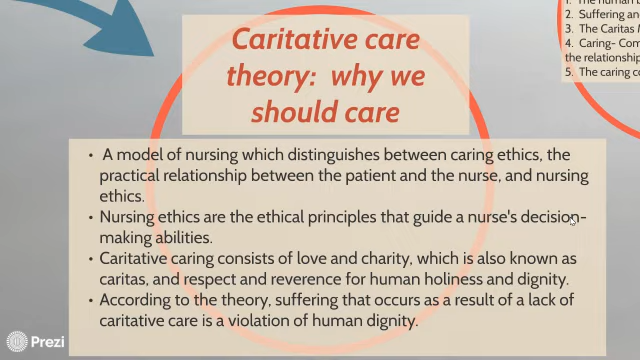 Caritative care
theory: why we
should care
• A model of nursing which distinguishes between caring ethics, the
practical relationship between the patient and the nurse, and nursing
ethics.
• Nursing ethics are the ethical principles that guide a nurse's decision-
making abilities.
• Caritative caring consists of love and charity, which is also known as
caritas, and respect and reverence for human holiness and dignity.
• According to the theory, suffering that occurs as a result of a lack of
caritative care is a violation of human dignity.
2. Suffering an
3. The Caritas
4. Caring- Com
the relationship
5. The caring co
Prezi